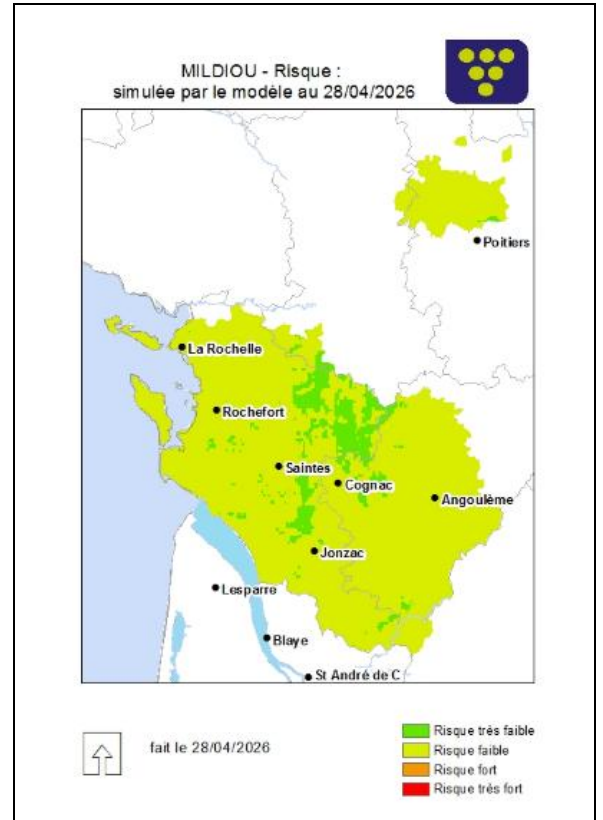 MILDIOU - Risque :
simulée par le modèle au 28/04/2026
Poitiers
La Rochelle
Rochefort
Saintes
Cognac
Angoulême
Jonzac
Lesparre
Blaye
St André de C
fait le 28/04/2026
Risque très faible
Risque faible
Risque fort
Risque très fort